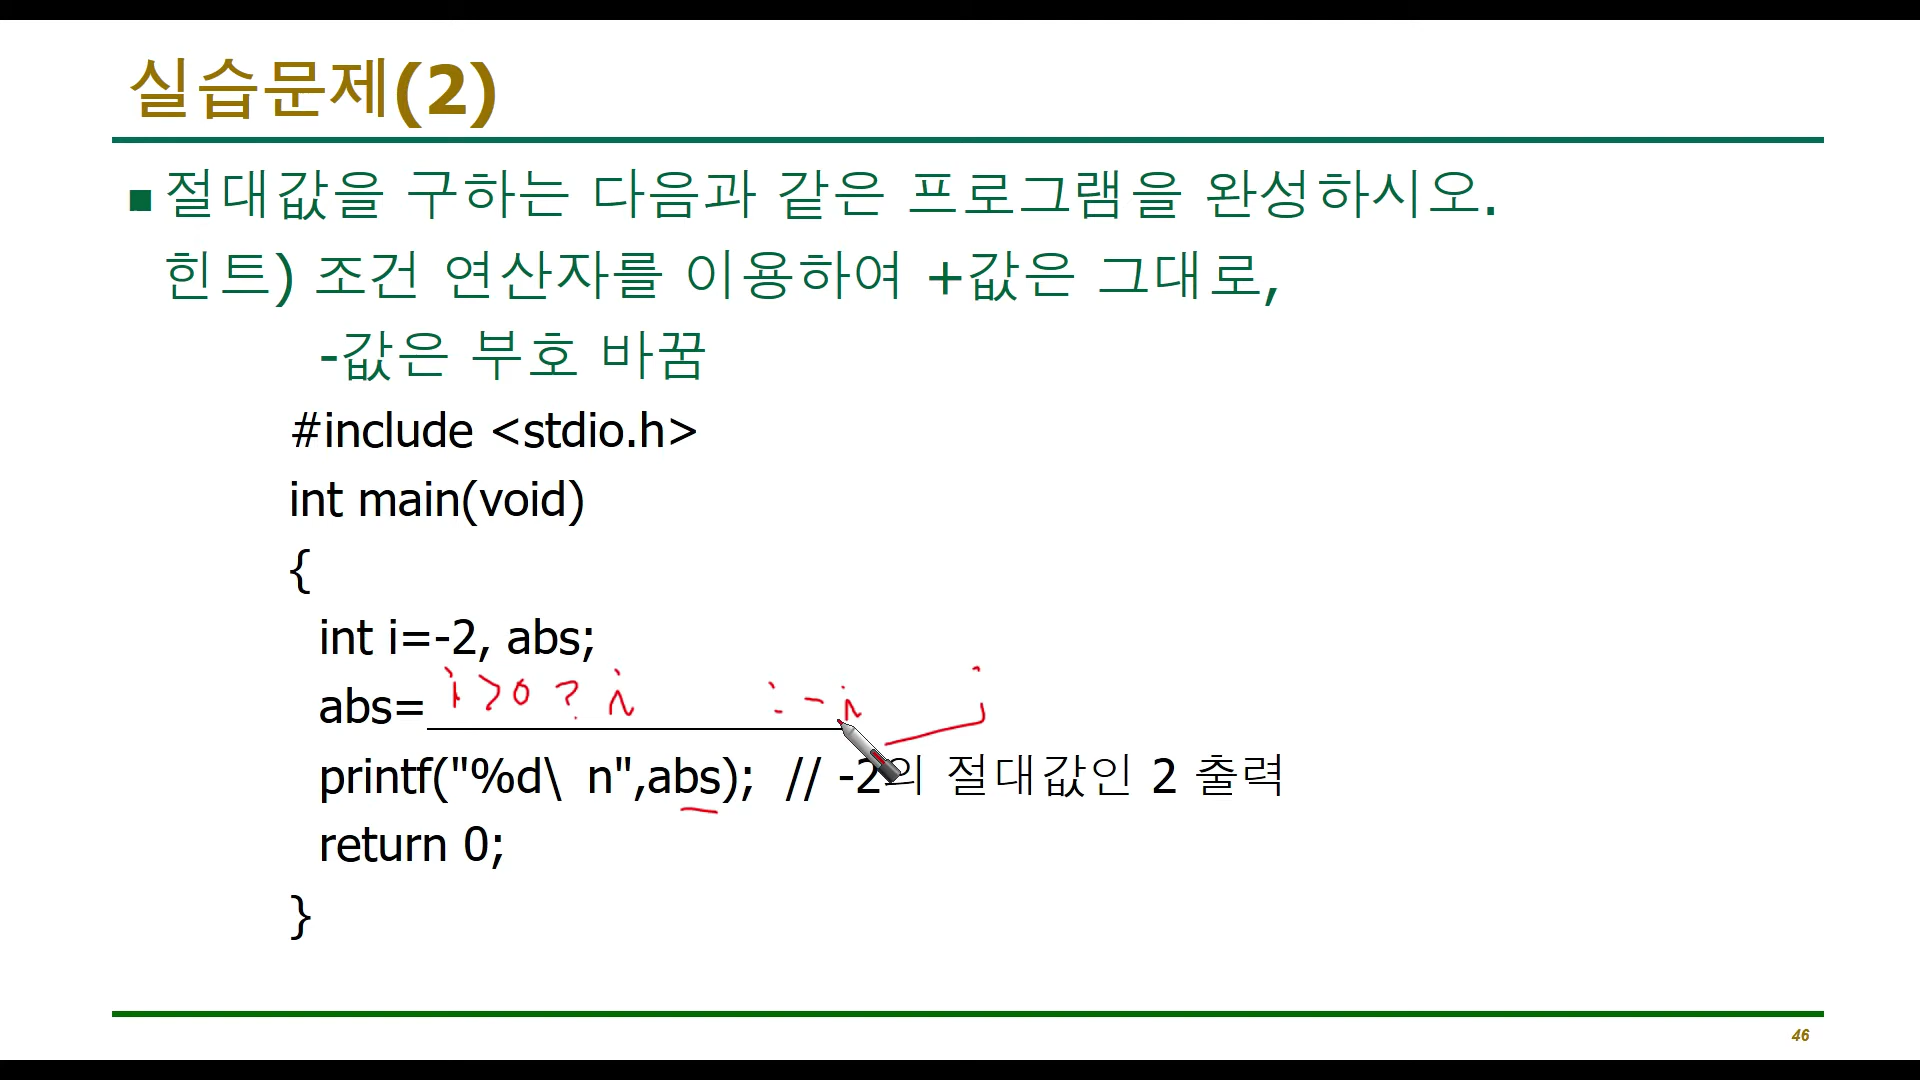 실습문제(2)
■ 절대값을 구하는 다음과 같은 프로그램을 완성하시오.
힌트) 조건 연산자를 이용하여 +값은 그대로,
-값은 부호 바꿈
#include <stdio.h>
int main(void)
{
int i=-2, abs;
abs= i>0 ? i : -i ;
printf("%d\ n",abs); // -2의 절대값인 2 출력
return 0;
}
46